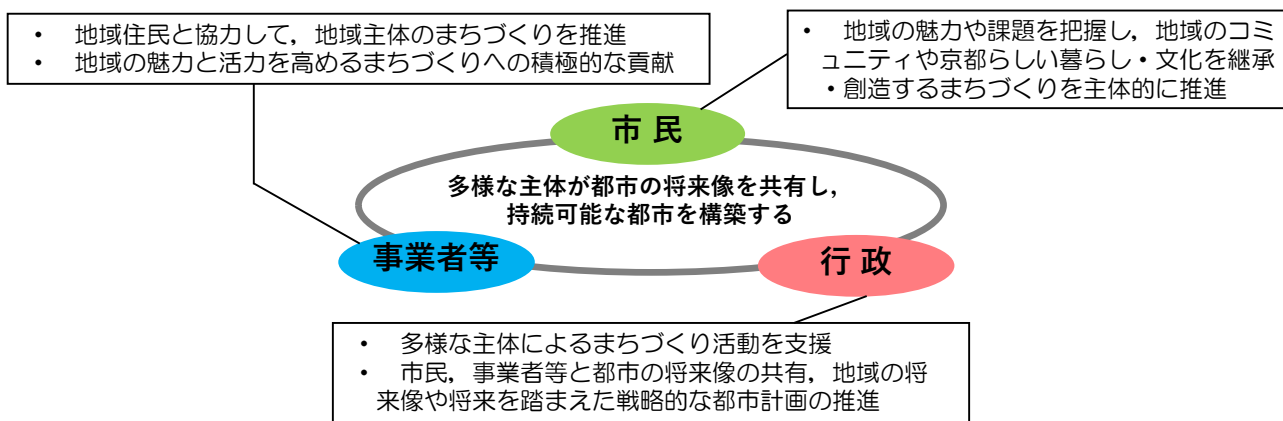 ・ 地域住民と協力して，地域主体のまちづくりを推進
・ 地域の魅力と活力を高めるまちづくりへの積極的な貢献
・ 地域の魅力や課題を把握し，地域のコミ
ュニティや京都らしい暮らし・文化を継承
・創造するまちづくりを主体的に推進
市 民
多様な主体が都市の将来像を共有し，
持続可能な都市を構築する
事業者等
行 政
・ 多様な主体によるまちづくり活動を支援
・ 市民，事業者等と都市の将来像の共有，地域の将
来像や将来を踏まえた戦略的な都市計画の推進